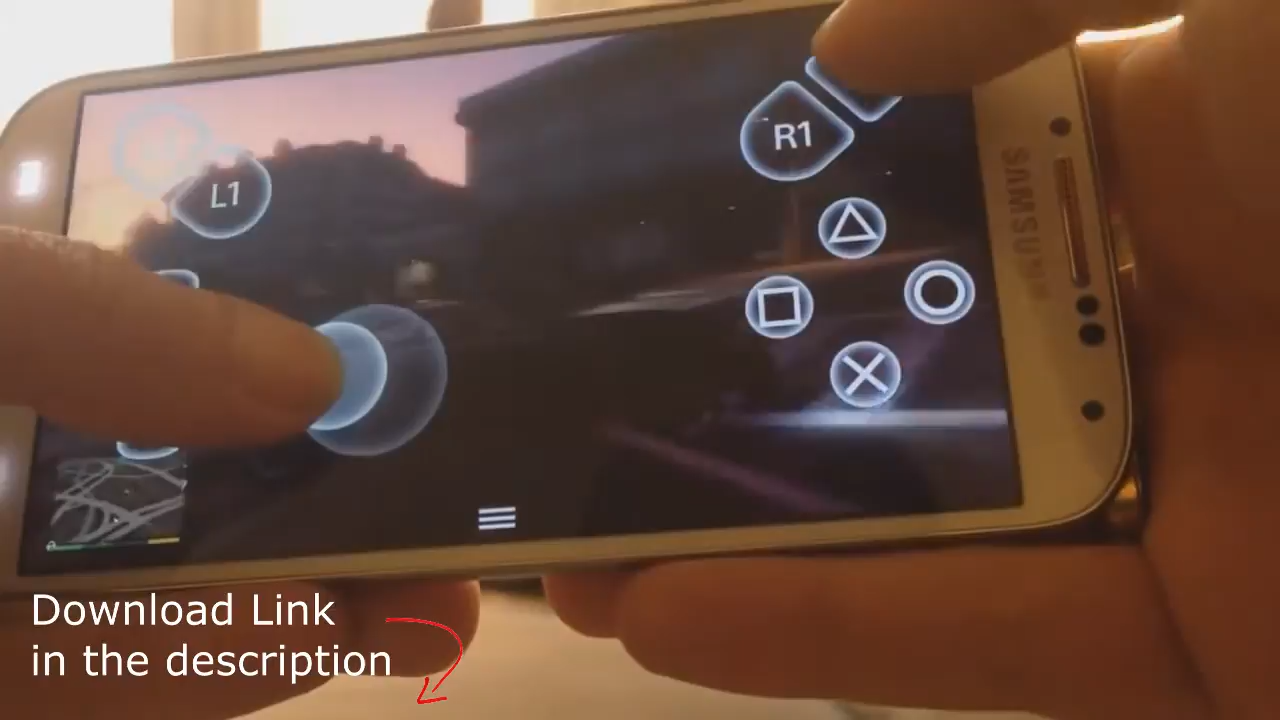 L1
R1
SAMSUNG
Download Link
in the description